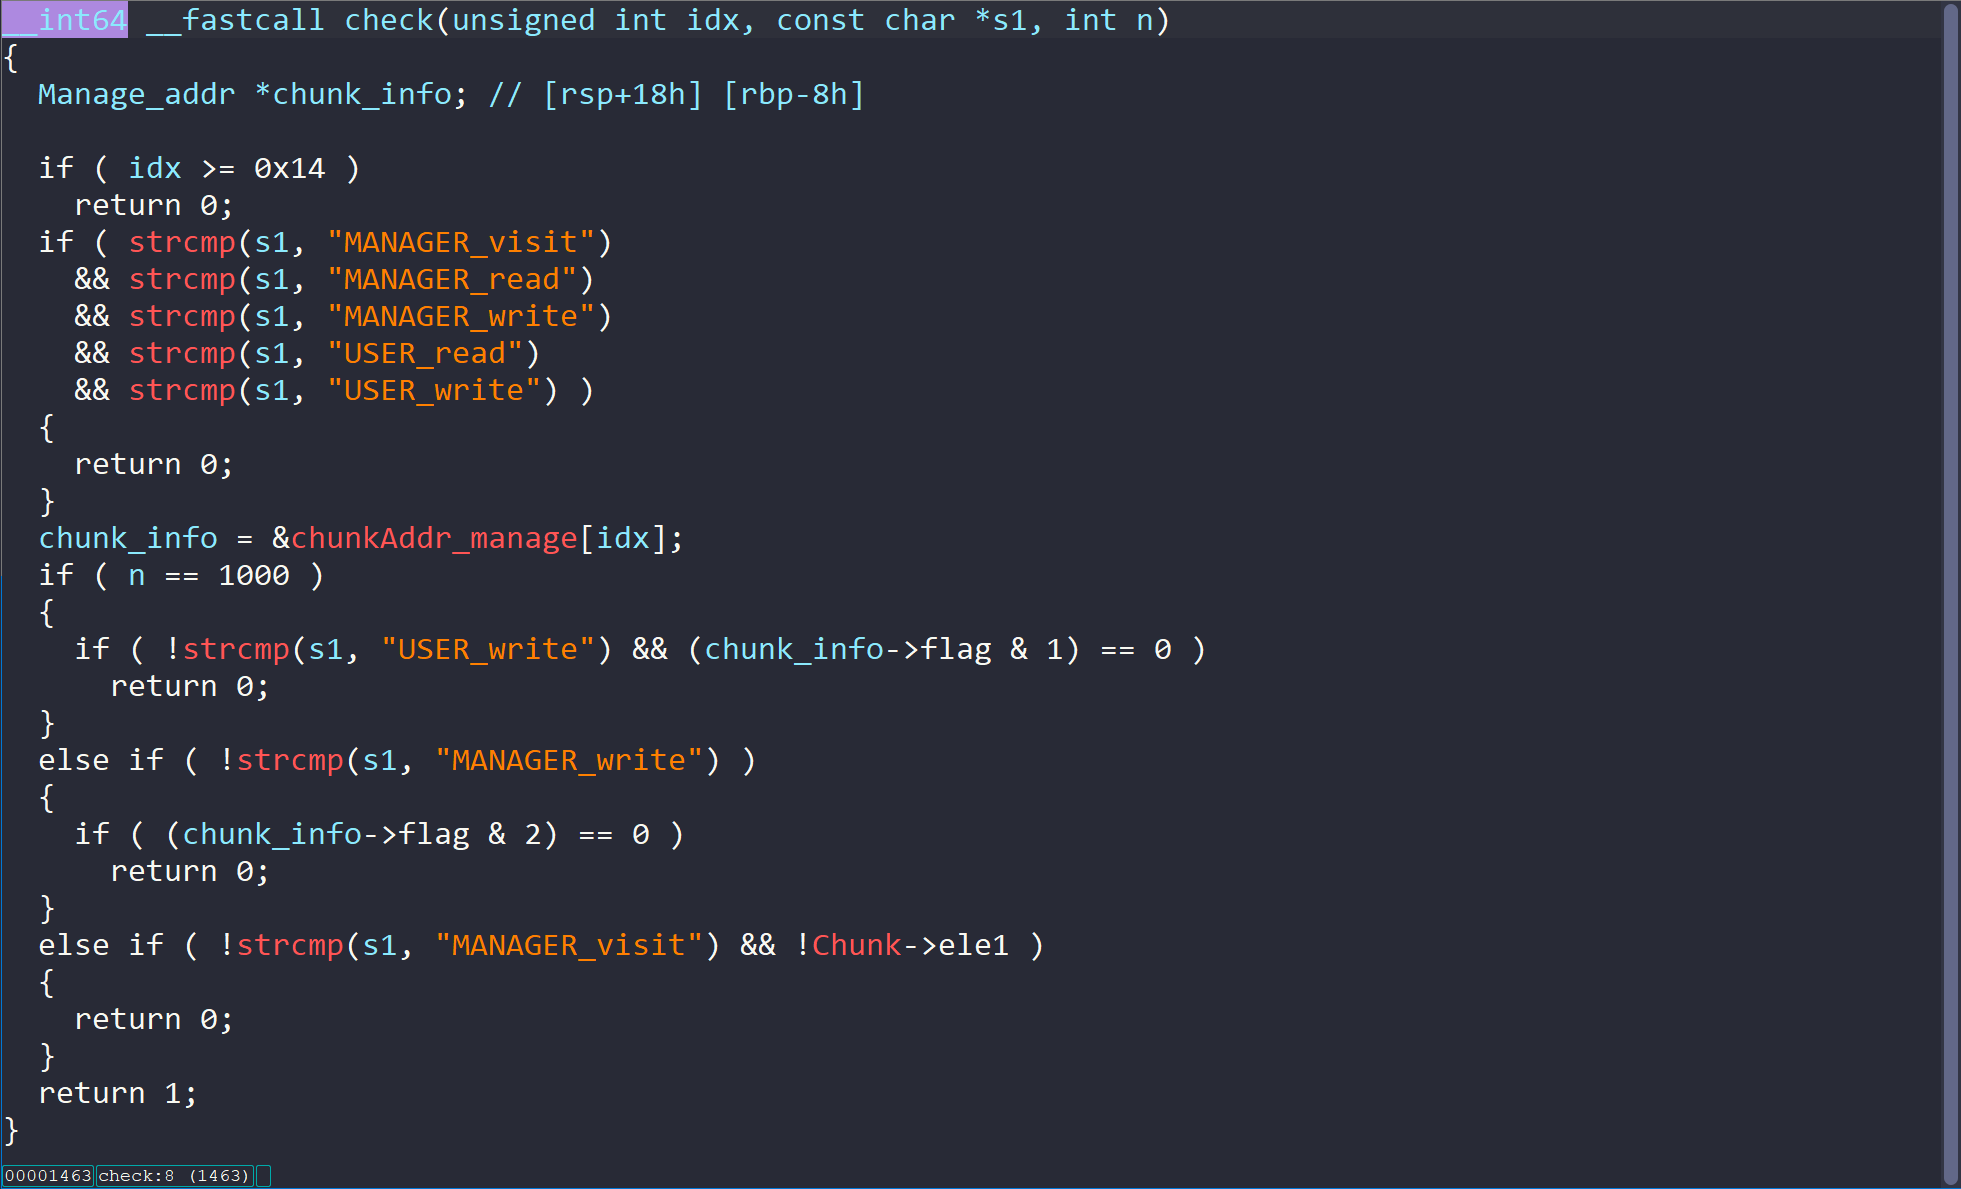 __int64 __fastcall check(unsigned int idx, const char *s1, int n)
{
  Manage_addr *chunk_info; // [rsp+18h] [rbp-8h]

  if ( idx >= 0x14 )
    return 0;
  if ( strcmp(s1, "MANAGER_visit")
    && strcmp(s1, "MANAGER_read")
    && strcmp(s1, "MANAGER_write")
    && strcmp(s1, "USER_read")
    && strcmp(s1, "USER_write") )
  {
    return 0;
  }
  chunk_info = &chunkAddr_manage[idx];
  if ( n == 1000 )
  {
    if ( !strcmp(s1, "USER_write") && (chunk_info->flag & 1) == 0 )
      return 0;
  }
  else if ( !strcmp(s1, "MANAGER_write") )
  {
    if ( (chunk_info->flag & 2) == 0 )
      return 0;
  }
  else if ( !strcmp(s1, "MANAGER_visit") && !Chunk->ele1 )
  {
    return 0;
  }
  return 1;
}
00001463 check:8 (1463)